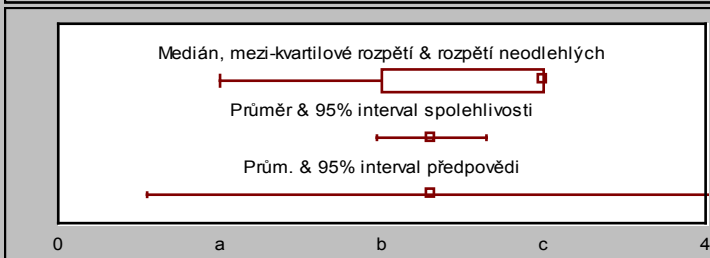 Medián, mezi-kvartilové rozpětí & rozpětí neodlehlých
Průměr & 95% interval spolehlivosti
Prům. & 95% interval předpovědi
0 a b c 4